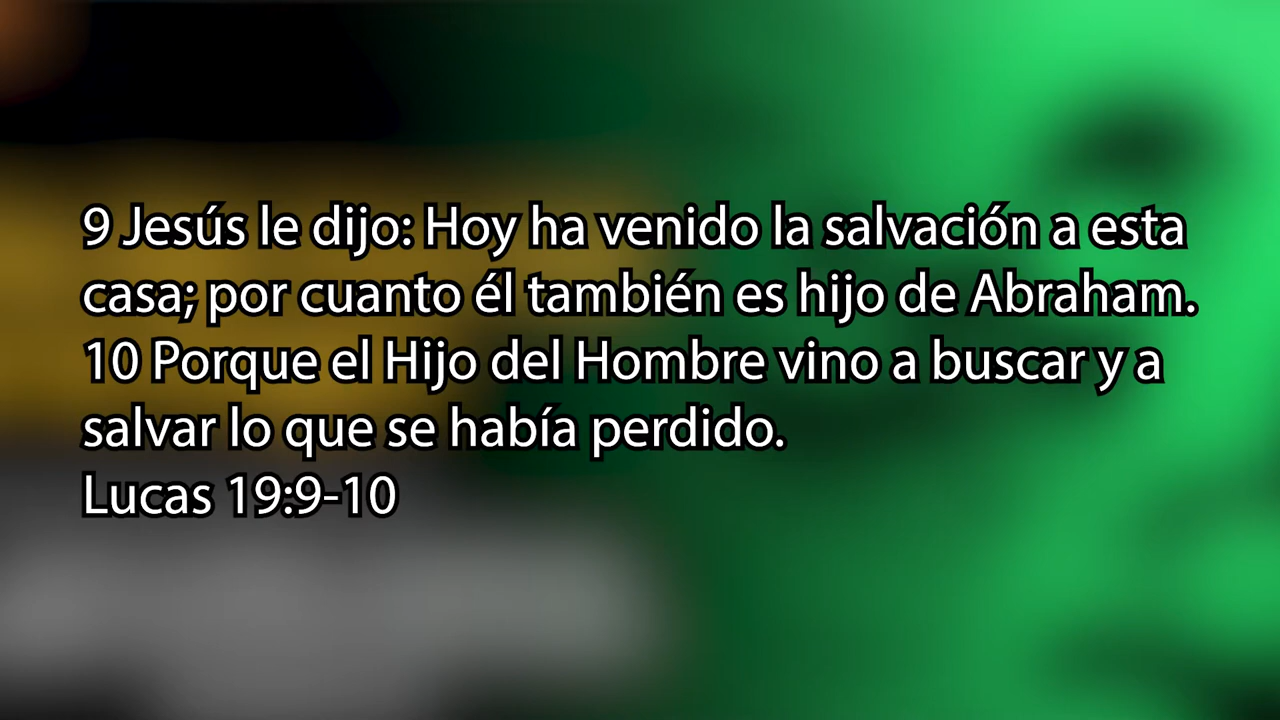 9 Jesús le dijo: Hoy ha venido la salvación a esta
casa; por cuanto él también es hijo de Abraham.
10 Porque el Hijo del Hombre vino a buscar y a
salvar lo que se había perdido.
Lucas 19:9-10